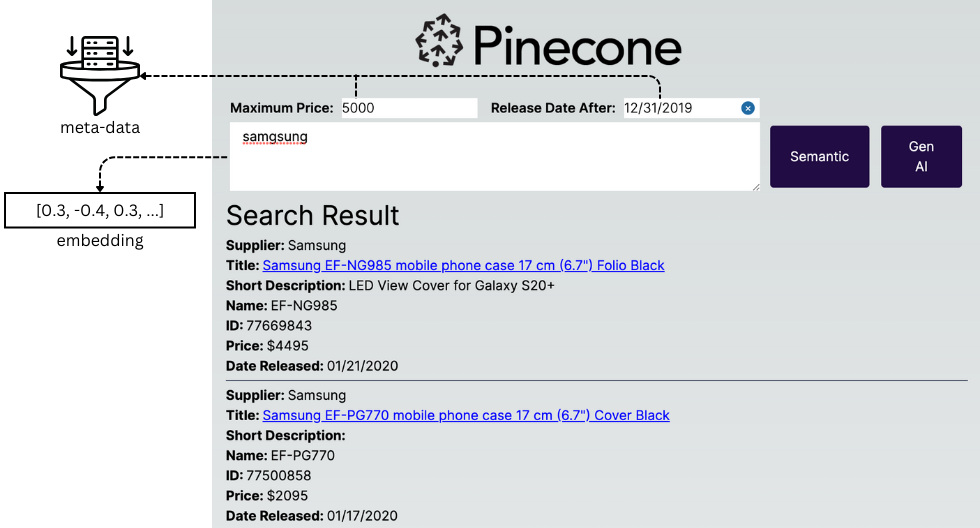 Pinecone
meta-data
Maximum Price: 5000 Release Date After: 12/31/2019
samgsung
Semantic
Gen
AI
[0.3, -0.4, 0.3, ...]
embedding
Search Result
Supplier: Samsung
Title: Samsung EF-NG985 mobile phone case 17 cm (6.7") Folio Black
Short Description: LED View Cover for Galaxy S20+
Name: EF-NG985
ID: 77669843
Price: $4495
Date Released: 01/21/2020
Supplier: Samsung
Title: Samsung EF-PG770 mobile phone case 17 cm (6.7") Cover Black
Short Description:
Name: EF-PG770
ID: 77500858
Price: $2095
Date Released: 01/17/2020